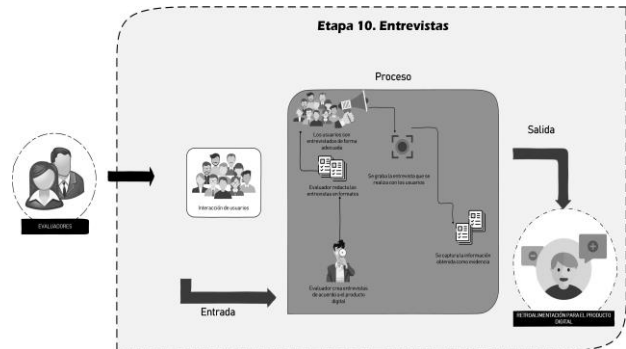 Etapa 10. Entrevistas
Proceso
Los usuarios son
entrevistados de forma
adecuada
Evaluador redacta las
entrevistas en formatos
Evaluador crea entrevistas
de acuerdo a el producto
digital
Se graba la entrevista que se
realiza con los usuarios
Se captura la información
obtenida como evidencia
EVALUADORES
Interacción de usuarios
Entrada
Salida
RETROALIMENTACIÓN PARA EL PRODUCTO
DIGITAL